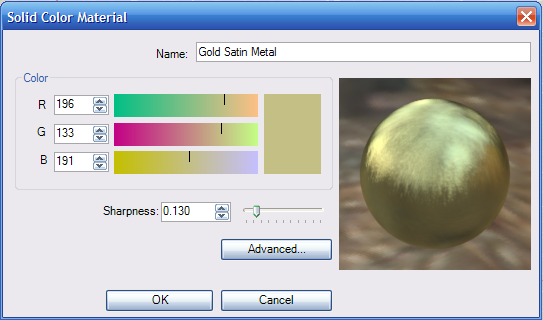 Solid Color Material
Name: Gold Satin Metal
Color
R 196
G 133
B 191
Sharpness: 0.130
Advanced...
OK Cancel